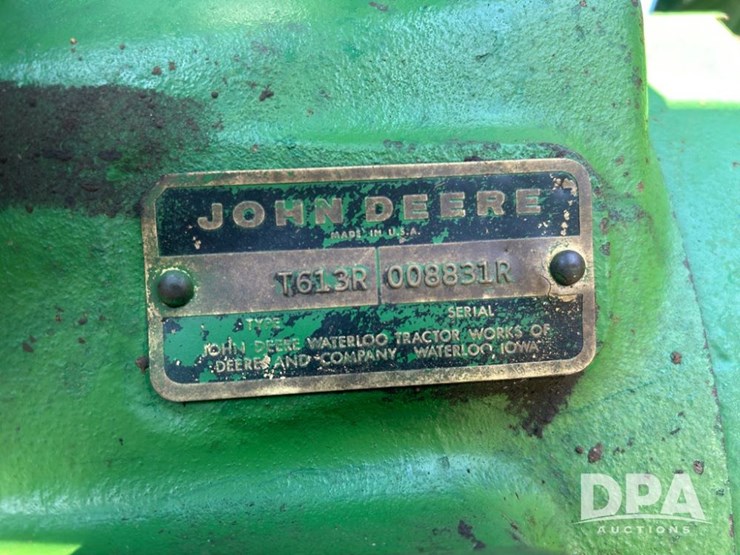 JOHN DEERE
MADE IN U.S.A.
T613R 008831R
TYPE SERIAL
JOHN DEERE WATERLOO TRACTOR WORKS OF
DEERE AND COMPANY WATERLOO, IOWA
DPA
AUCTIONS